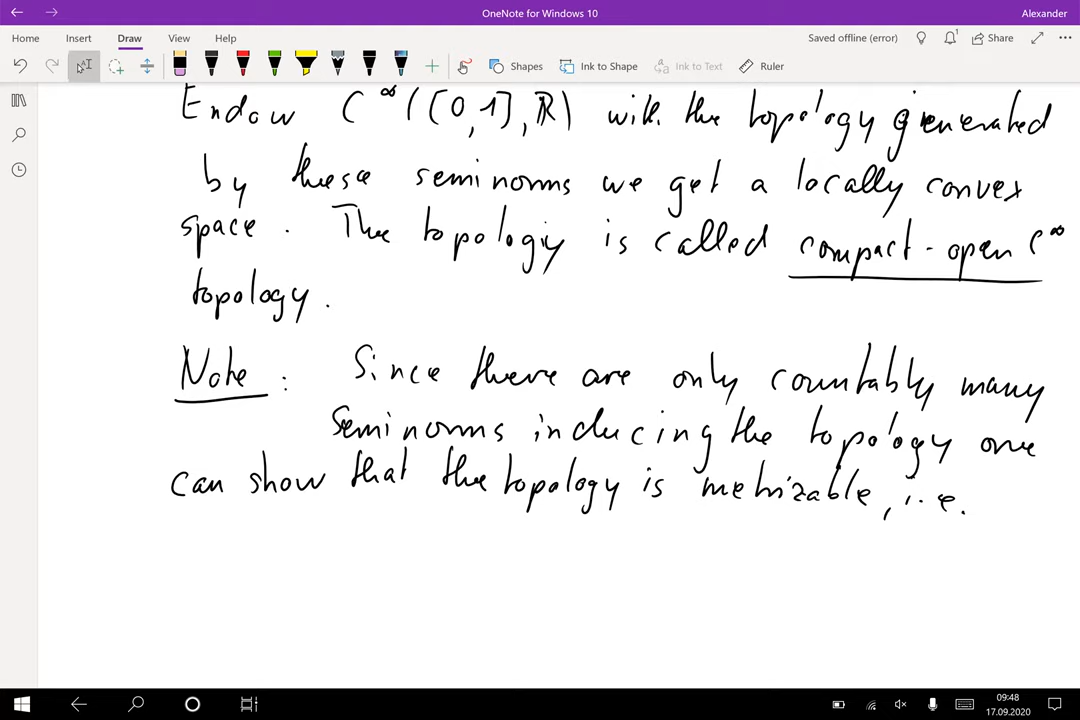 OneNote for Windows 10
Alexander
Home Insert Draw View Help
Saved offline (error)
Share
Shapes
Ink to Shape
Ink to Text
Ruler
Endow C^∞([0,1],ℝ) with the topology generated
by these seminorms we get a locally convex
space. The topology is called compact-open C^∞
topology.
Note: Since there are only countably many
Seminorms inducing the topology one
can show that the topology is metrizable, i.e.
09:48
17.09.2020